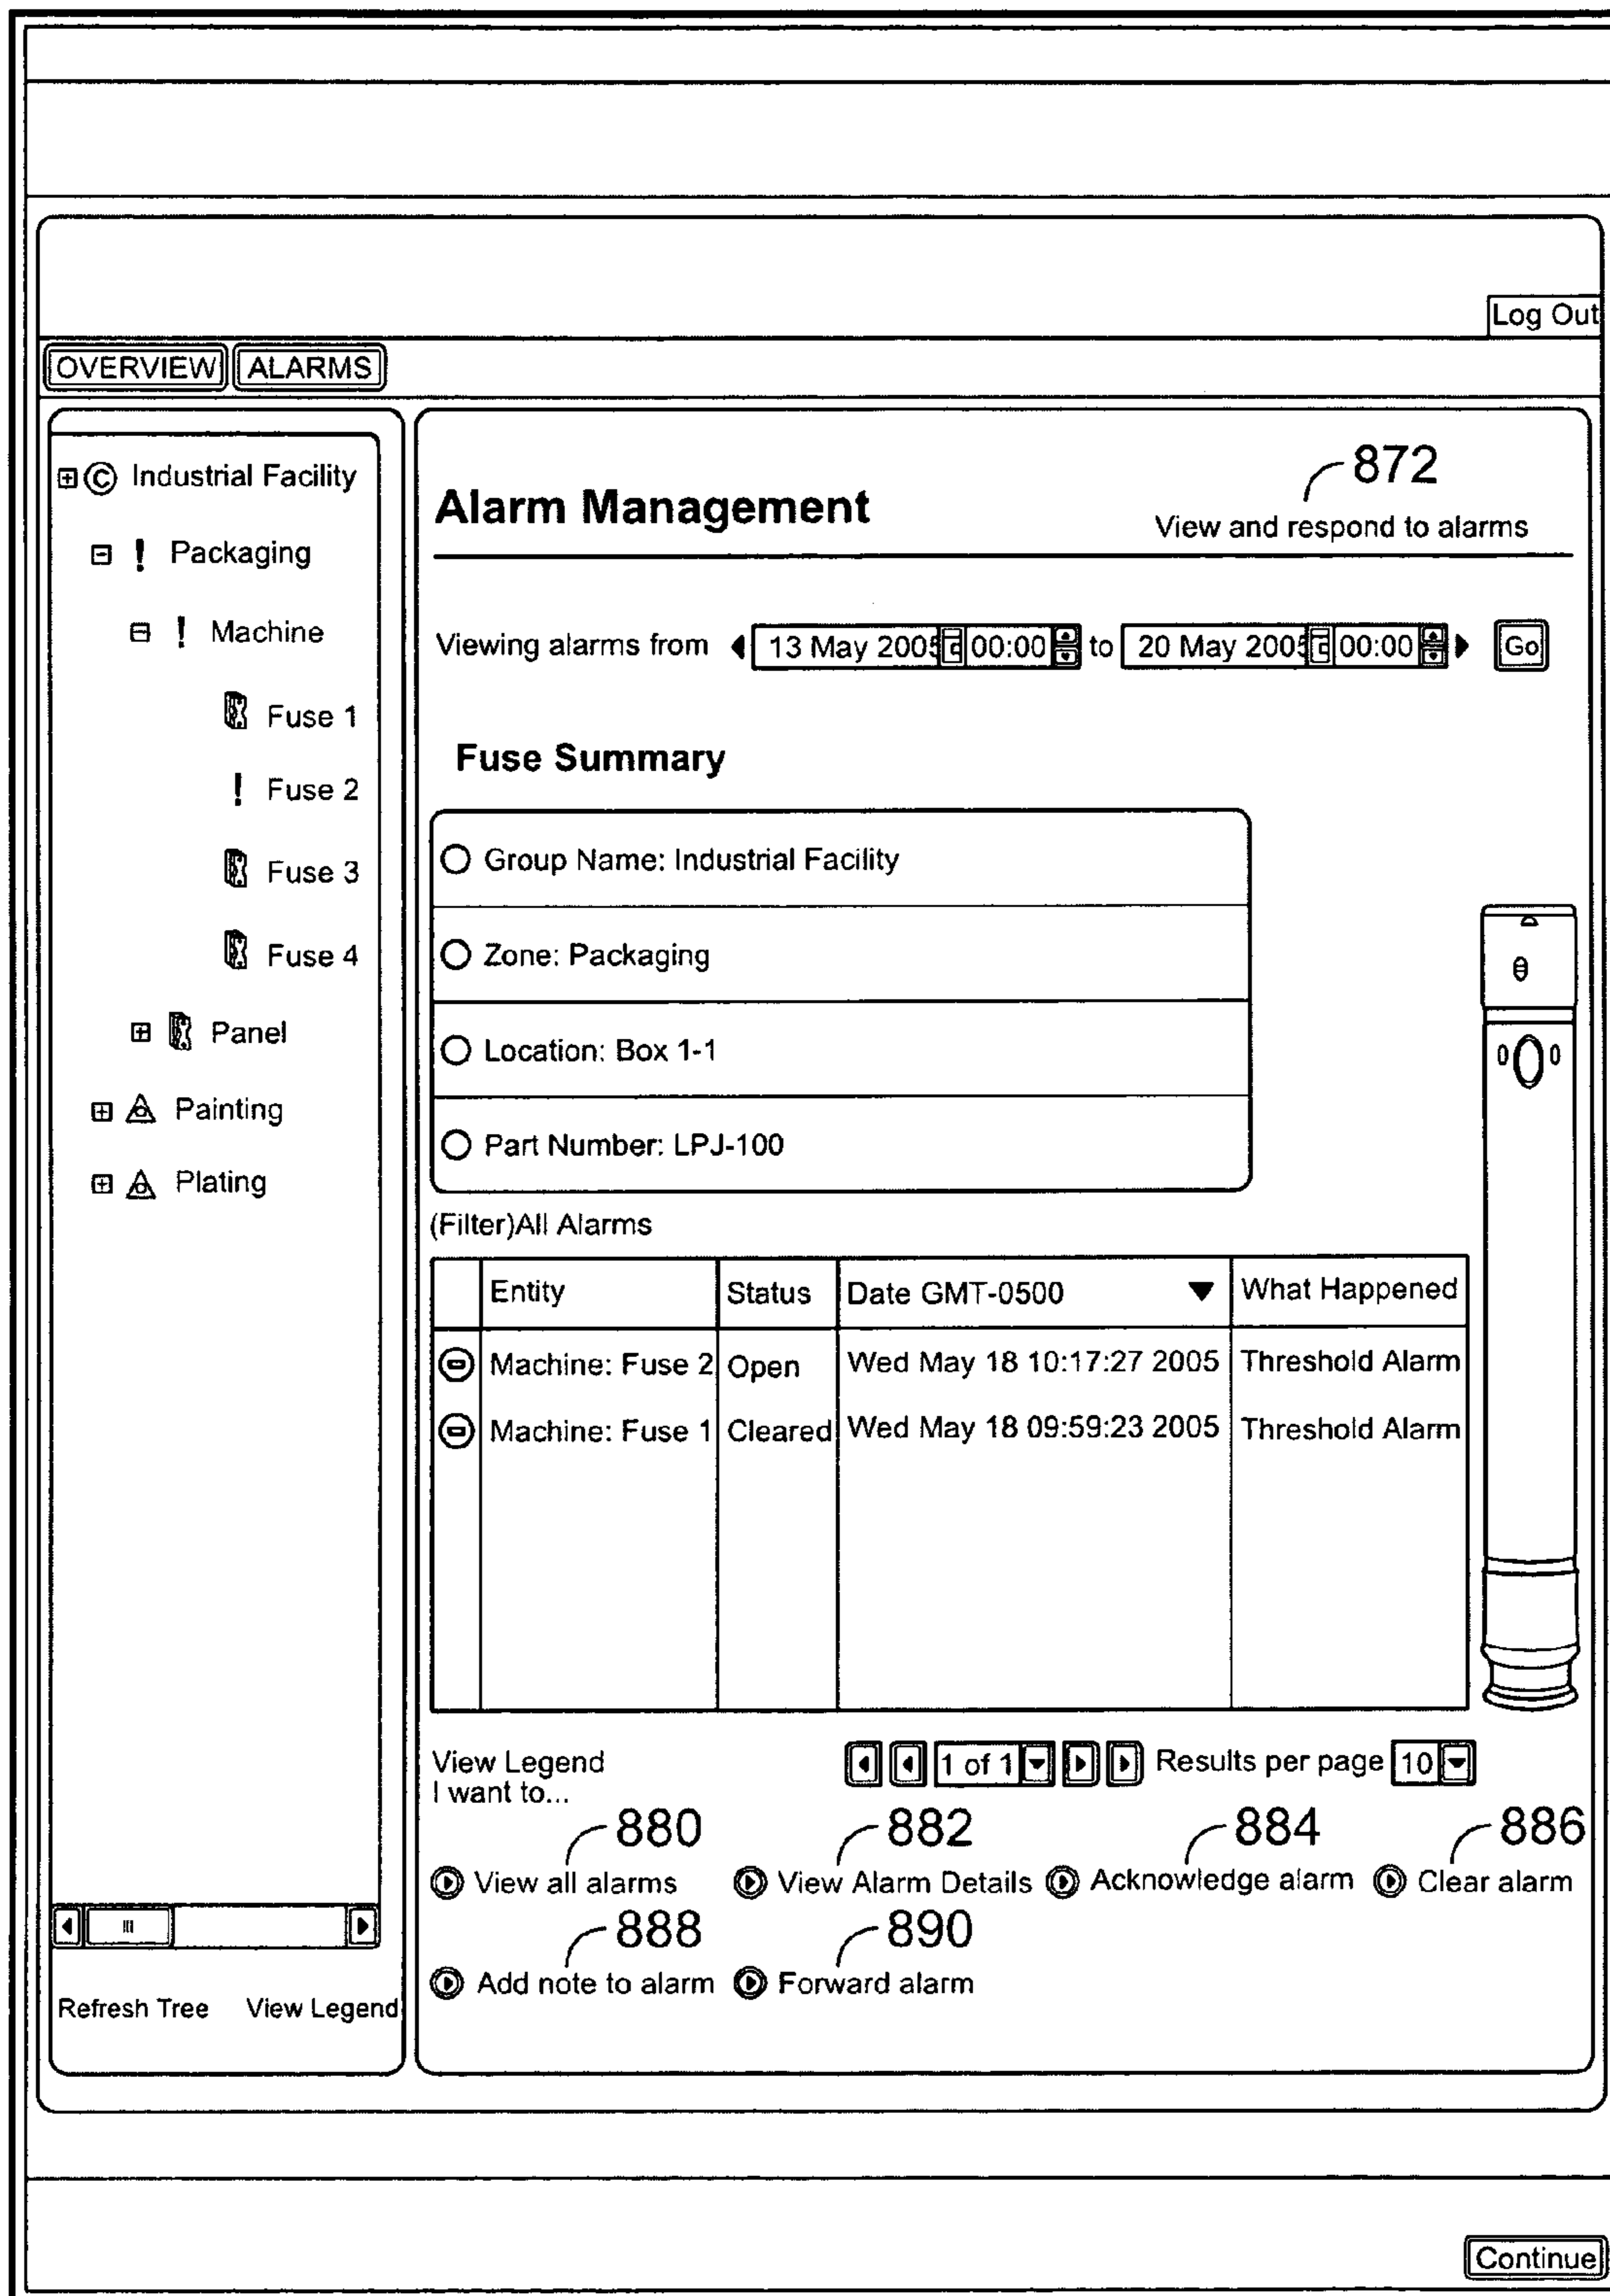 Log Out
OVERVIEW ALARMS
Industrial Facility
! Packaging
! Machine
Fuse 1
! Fuse 2
Fuse 3
Fuse 4
Panel
Painting
Plating
Refresh Tree View Legend
872
Alarm Management
View and respond to alarms
Viewing alarms from 13 May 2005 00:00 to 20 May 2005 00:00 Go
Fuse Summary
Group Name: Industrial Facility
Zone: Packaging
Location: Box 1-1
Part Number: LPJ-100
(Filter)All Alarms
Entity Status Date GMT-0500 What Happened
Machine: Fuse 2 Open Wed May 18 10:17:27 2005 Threshold Alarm
Machine: Fuse 1 Cleared Wed May 18 09:59:23 2005 Threshold Alarm
View Legend 1 of 1 Results per page 10
I want to...
880 882 884 886
View all alarms View Alarm Details Acknowledge alarm Clear alarm
888 890
Add note to alarm Forward alarm
Continue